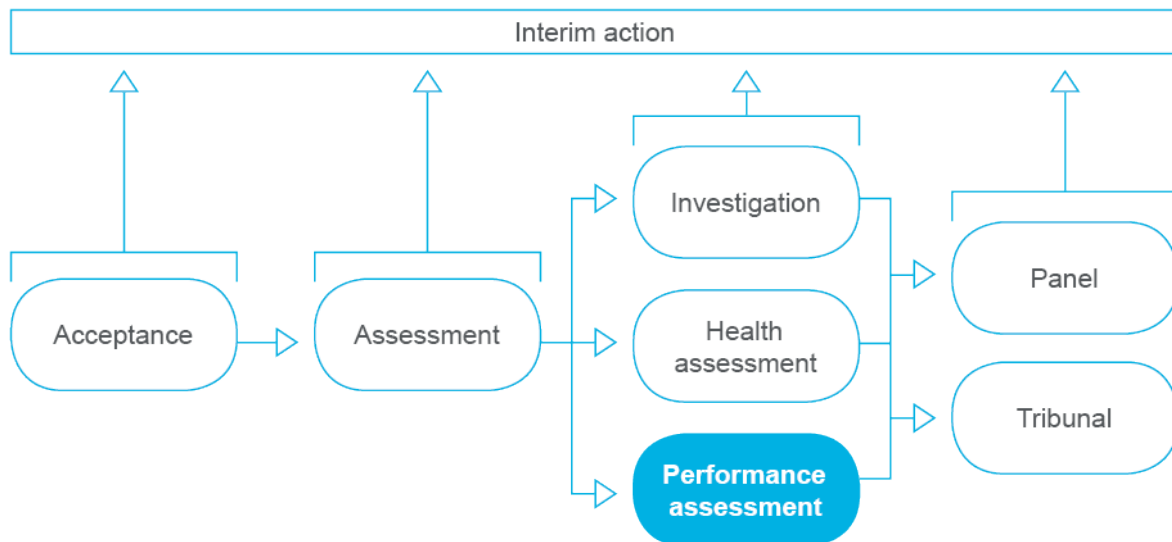 Interim action
Acceptance
Assessment
Investigation
Health
assessment
Performance
assessment
Panel
Tribunal